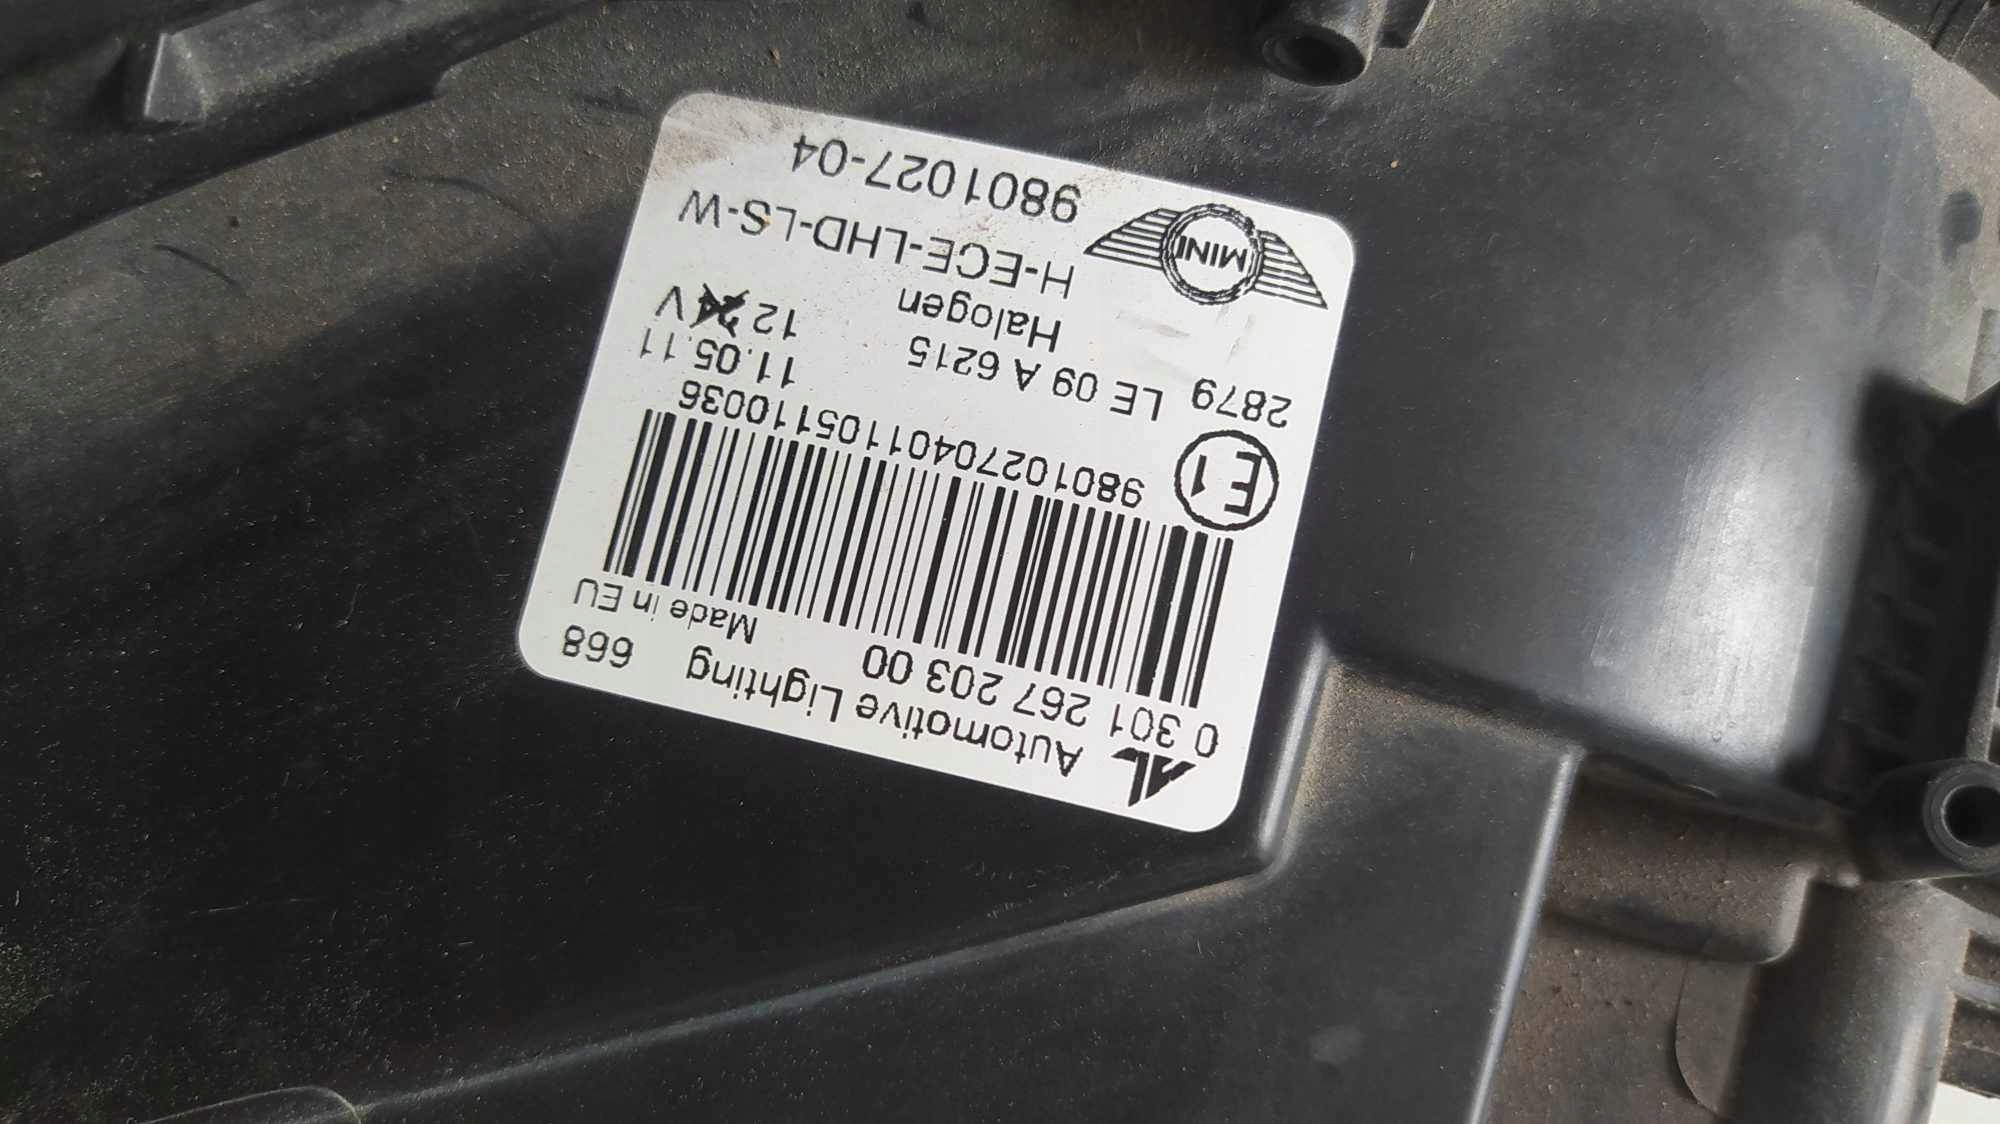 AL Automotive Lighting 668
0 301 267 203 00 Made in EU
98010270401105110036
E1
2879 LE 09 A 6215 11.05.11
Halogen 12 24 V
MINI
H-ECE-LHD-LS-W
9801027-04